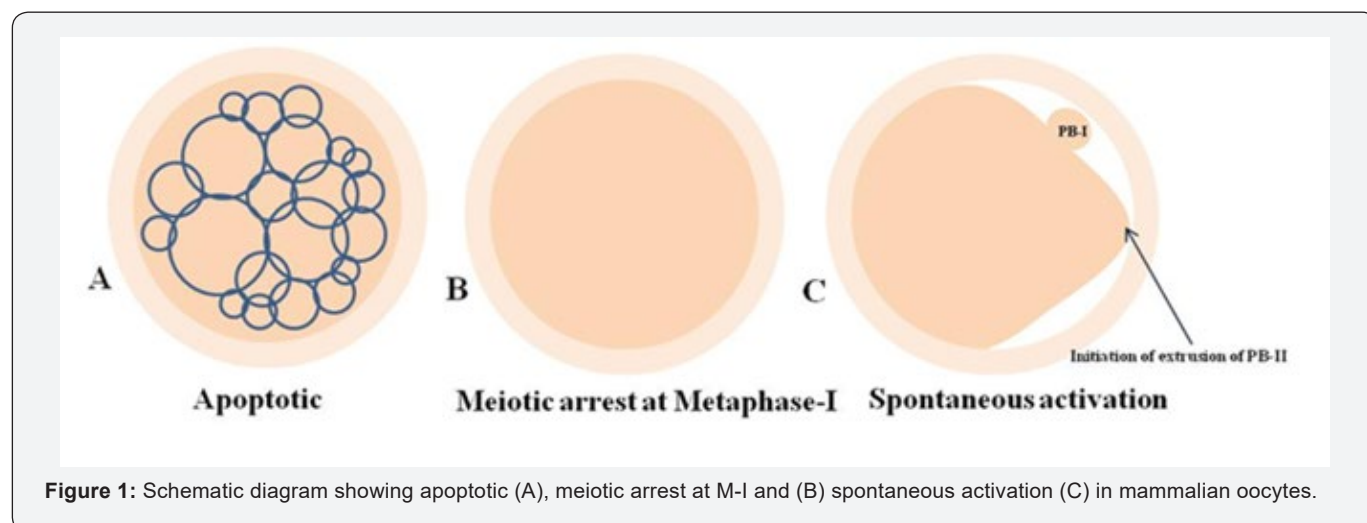 PB-I
A
B
C
Initiation of extrusion of PB-II
Apoptotic
Meiotic arrest at Metaphase-I
Spontaneous activation
Figure 1: Schematic diagram showing apoptotic (A), meiotic arrest at M-I and (B) spontaneous activation (C) in mammalian oocytes.